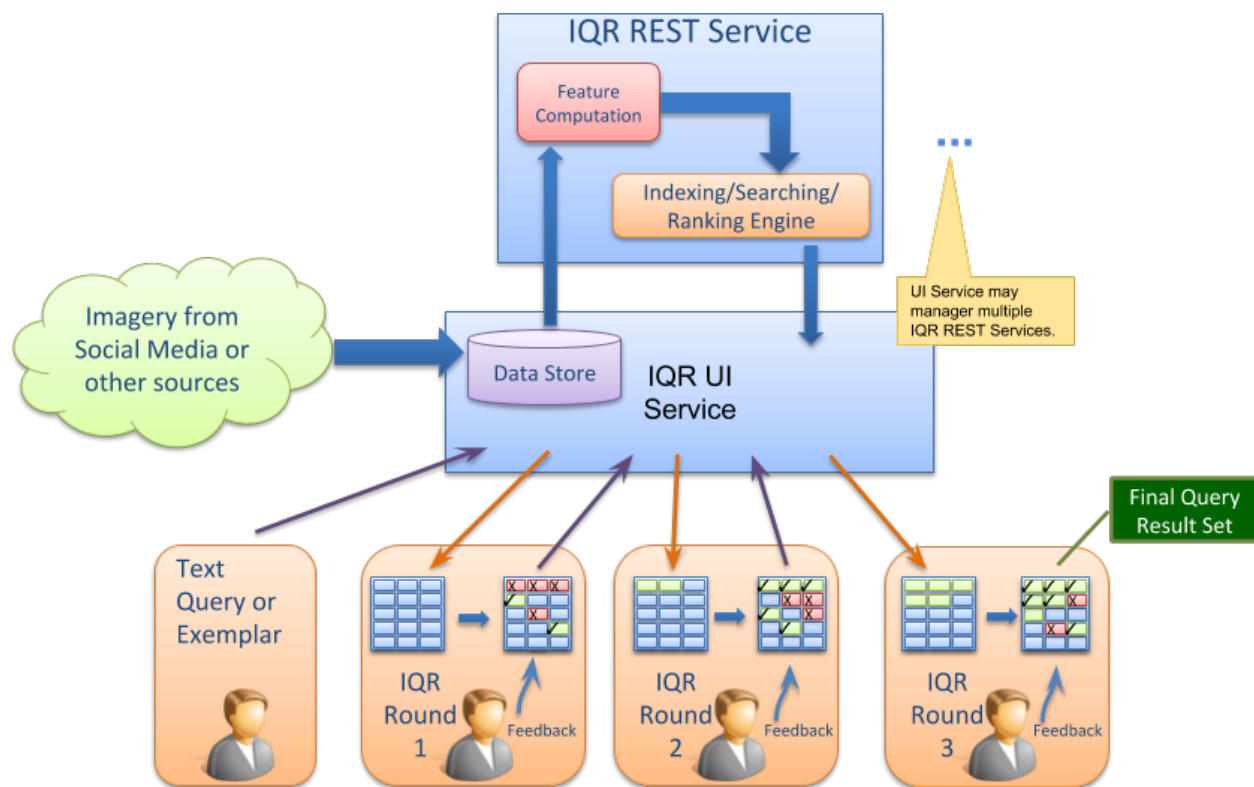 IQR REST Service
Feature
Computation
Indexing/Searching/
Ranking Engine
UI Service may
manager multiple
IQR REST Services.
Imagery from
Social Media or
other sources
Data Store
IQR UI
Service
Final Query
Result Set
Text
Query or
Exemplar
IQR
Round
1
Feedback
IQR
Round
2
Feedback
IQR
Round
3
Feedback